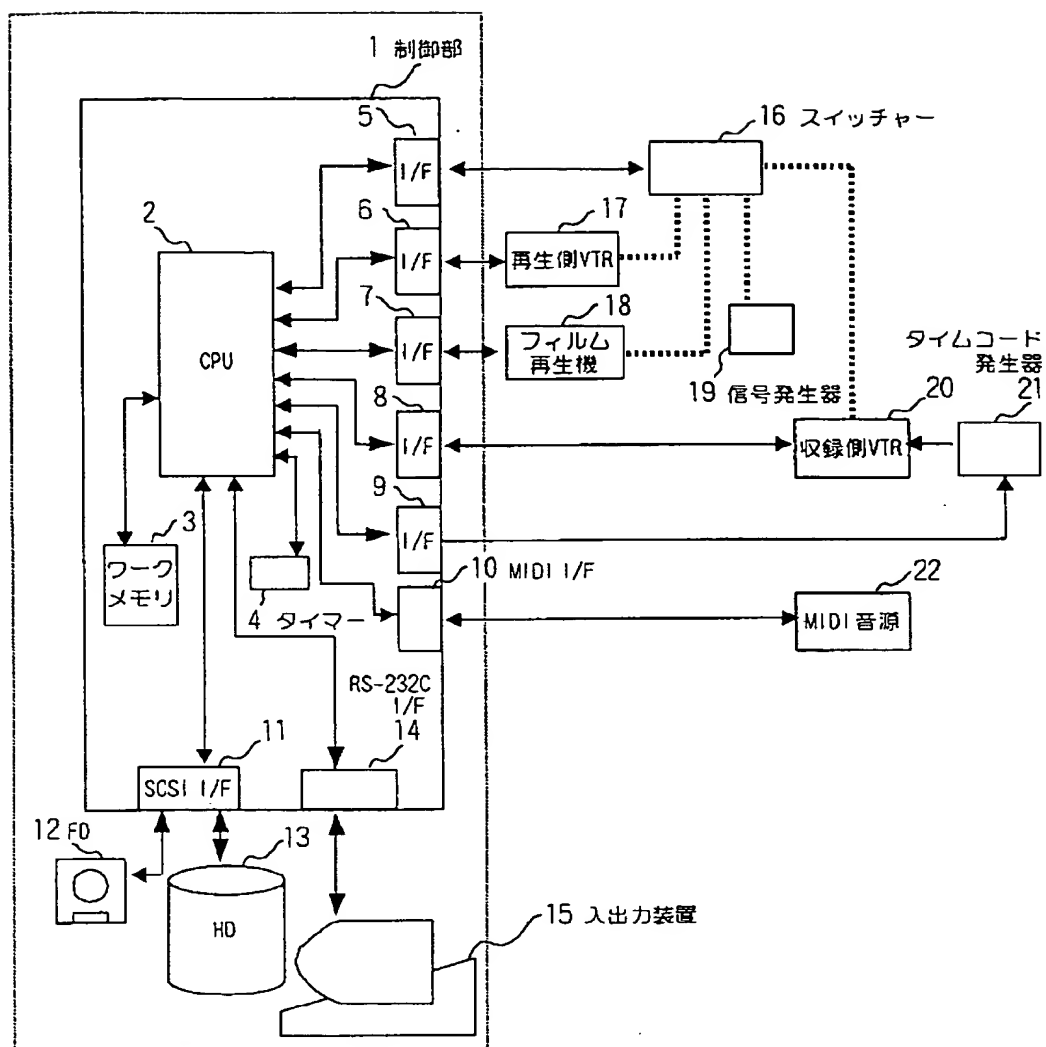 1 制御部
5
I/F
16 スイッチャー
6
I/F
17
再生側VTR
2
CPU
7
I/F
18
フィルム
再生機
19 信号発生器
タイムコード
発生器
21
8
I/F
20
収録側VTR
9
I/F
3
ワーク
メモリ
4 タイマー
10 MIDI I/F
22
MIDI音源
RS-232C
I/F
14
11
SCSI I/F
12 FD
13
HD
15 入出力装置